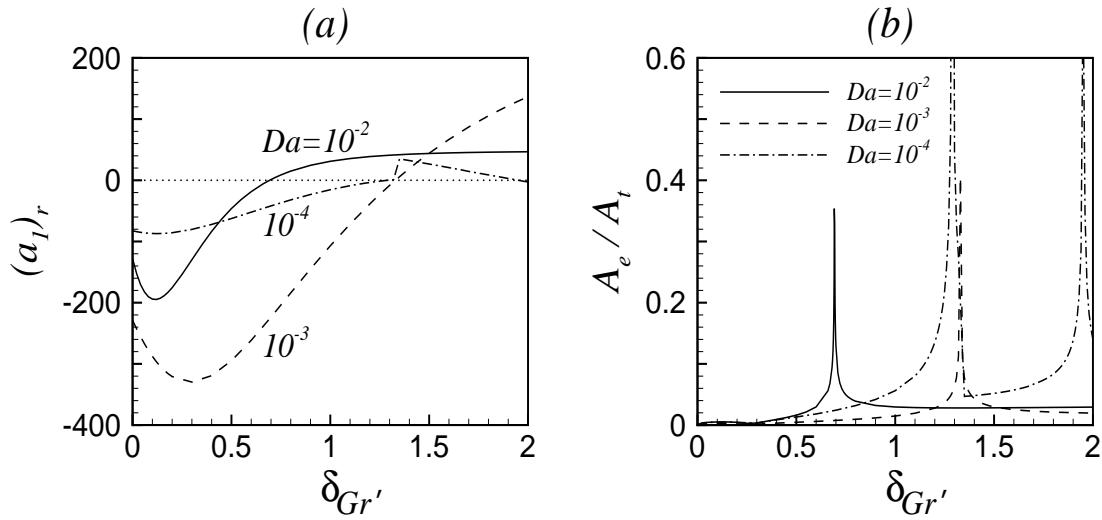 (a)
200
0
-200
-400
(a₁)ᵣ
Da=10⁻²
10⁻⁴
10⁻³
0 0.5 1 1.5 2
δ_Gr′
(b)
0.6
0.4
0.2
0
Aₑ / Aₜ
Da=10⁻²
Da=10⁻³
Da=10⁻⁴
0 0.5 1 1.5 2
δ_Gr′